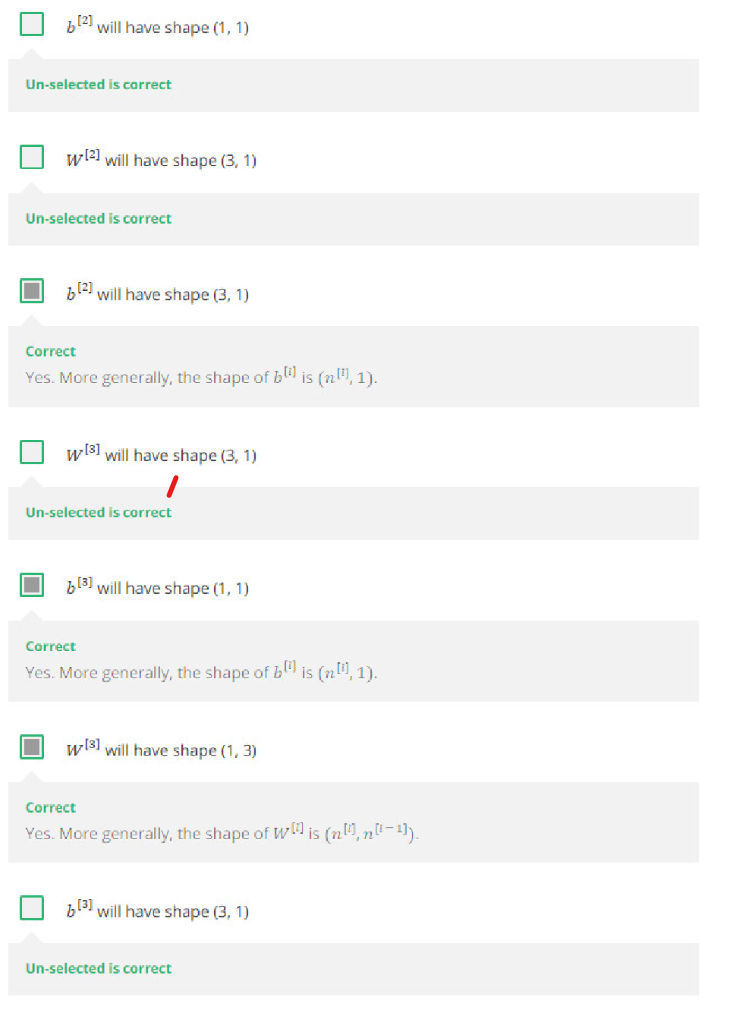 b[2] will have shape (1, 1)
Un-selected is correct
W[2] will have shape (3, 1)
Un-selected is correct
b[2] will have shape (3, 1)
Correct
Yes. More generally, the shape of b[l] is (n[l], 1).
W[3] will have shape (3, 1)
Un-selected is correct
b[3] will have shape (1, 1)
Correct
Yes. More generally, the shape of b[l] is (n[l], 1).
W[3] will have shape (1, 3)
Correct
Yes. More generally, the shape of W[l] is (n[l], n[l−1]).
b[3] will have shape (3, 1)
Un-selected is correct